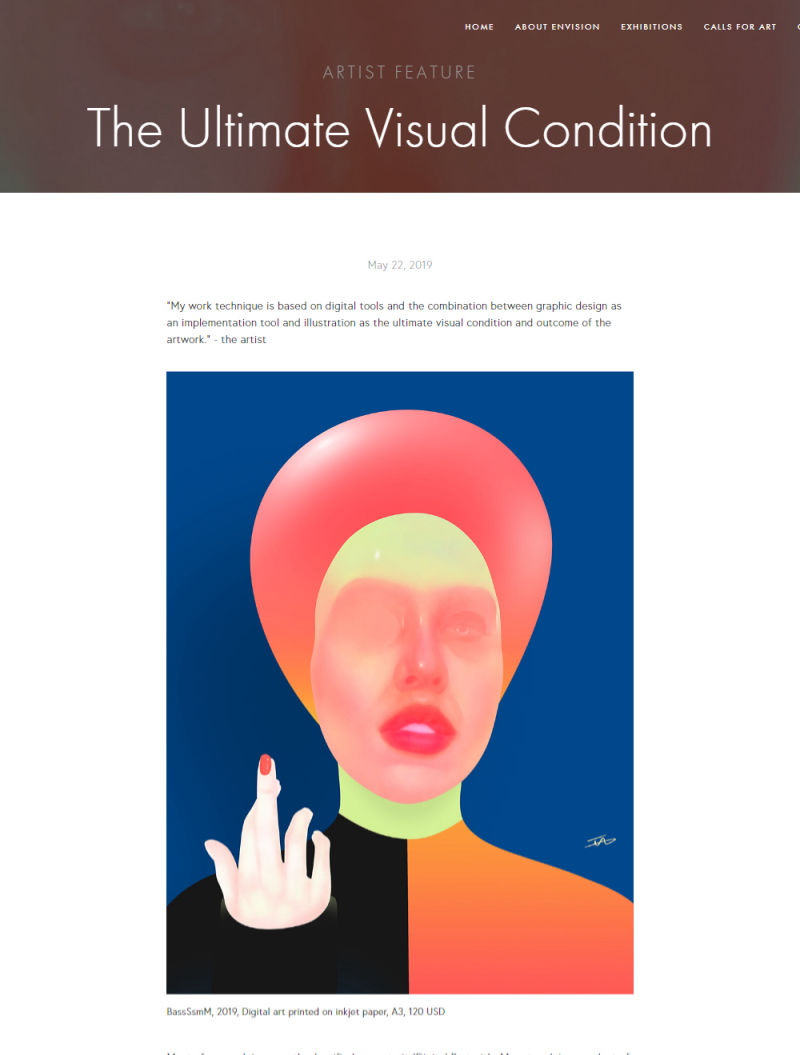 HOME ABOUT ENVISION EXHIBITIONS CALLS FOR ART
ARTIST FEATURE
The Ultimate Visual Condition
May 22, 2019
"My work technique is based on digital tools and the combination between graphic design as
an implementation tool and illustration as the ultimate visual condition and outcome of the
artwork." - the artist
BassSsmM, 2019, Digital art printed on inkjet paper, A3, 120 USD